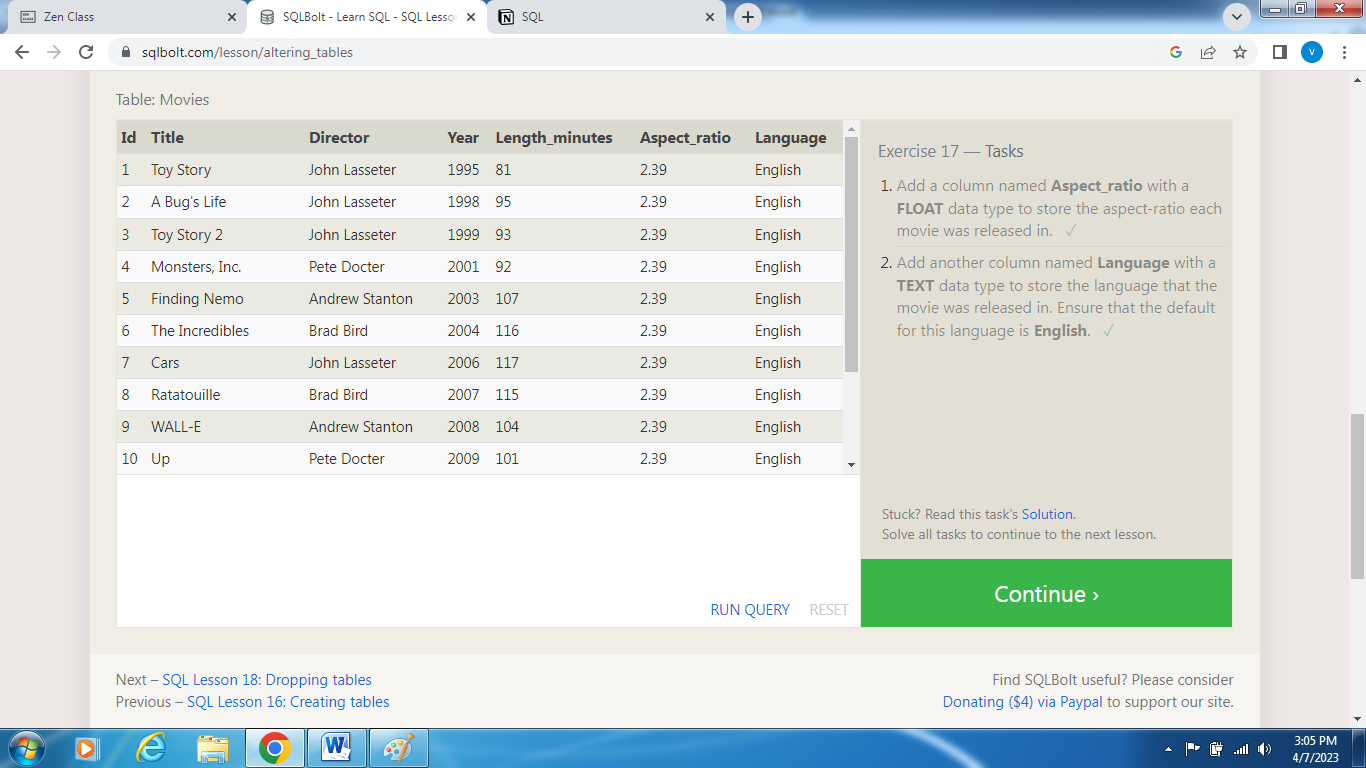 Zen Class
SQLBolt - Learn SQL - SQL Lesso
SQL
sqlbolt.com/lesson/altering_tables
v
Table: Movies
Id Title Director Year Length_minutes Aspect_ratio Language
1 Toy Story John Lasseter 1995 81 2.39 English
2 A Bug's Life John Lasseter 1998 95 2.39 English
3 Toy Story 2 John Lasseter 1999 93 2.39 English
4 Monsters, Inc. Pete Docter 2001 92 2.39 English
5 Finding Nemo Andrew Stanton 2003 107 2.39 English
6 The Incredibles Brad Bird 2004 116 2.39 English
7 Cars John Lasseter 2006 117 2.39 English
8 Ratatouille Brad Bird 2007 115 2.39 English
9 WALL-E Andrew Stanton 2008 104 2.39 English
10 Up Pete Docter 2009 101 2.39 English
RUN QUERY RESET
Exercise 17 — Tasks
1. Add a column named Aspect_ratio with a
FLOAT data type to store the aspect-ratio each
movie was released in. ✓
2. Add another column named Language with a
TEXT data type to store the language that the
movie was released in. Ensure that the default
for this language is English. ✓
Stuck? Read this task's Solution.
Solve all tasks to continue to the next lesson.
Continue ›
Next – SQL Lesson 18: Dropping tables
Previous – SQL Lesson 16: Creating tables
Find SQLBolt useful? Please consider
Donating ($4) via Paypal to support our site.
3:05 PM
4/7/2023